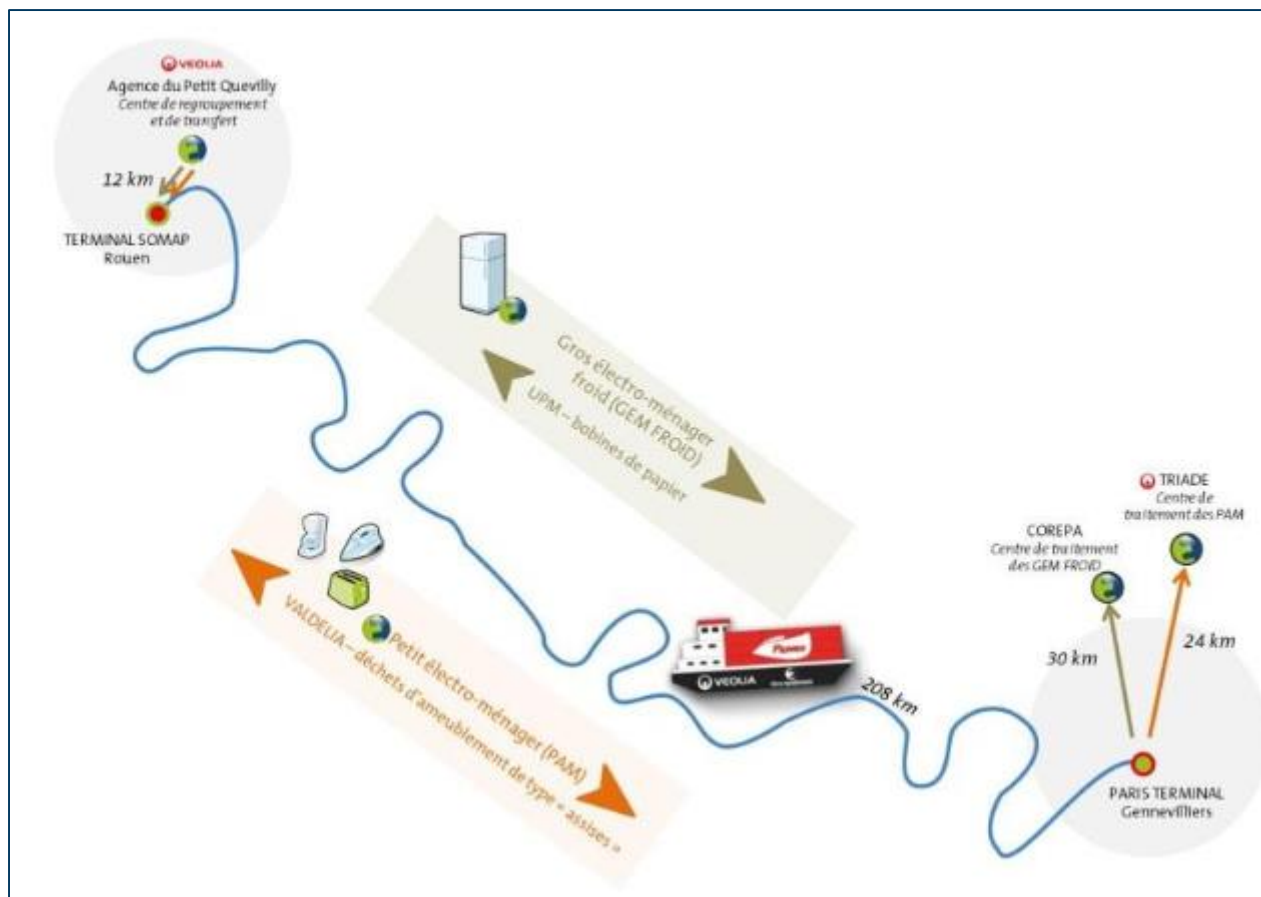 VEOLIA
Agence du Petit Quevilly
Centre de regroupement
et de transfert
12 km
TERMINAL SOMAP
Rouen
Gros électro-ménager
froid (GEM FROID)
UPM – bobines de papier
Petit électro-ménager (PAM)
VALDELIA – déchets d'ameublement de type « assises »
VEOLIA
208 km
TRIADE
Centre de
traitement des PAM
COREPA
Centre de traitement
des GEM FROID
30 km
24 km
PARIS TERMINAL
Gennevilliers